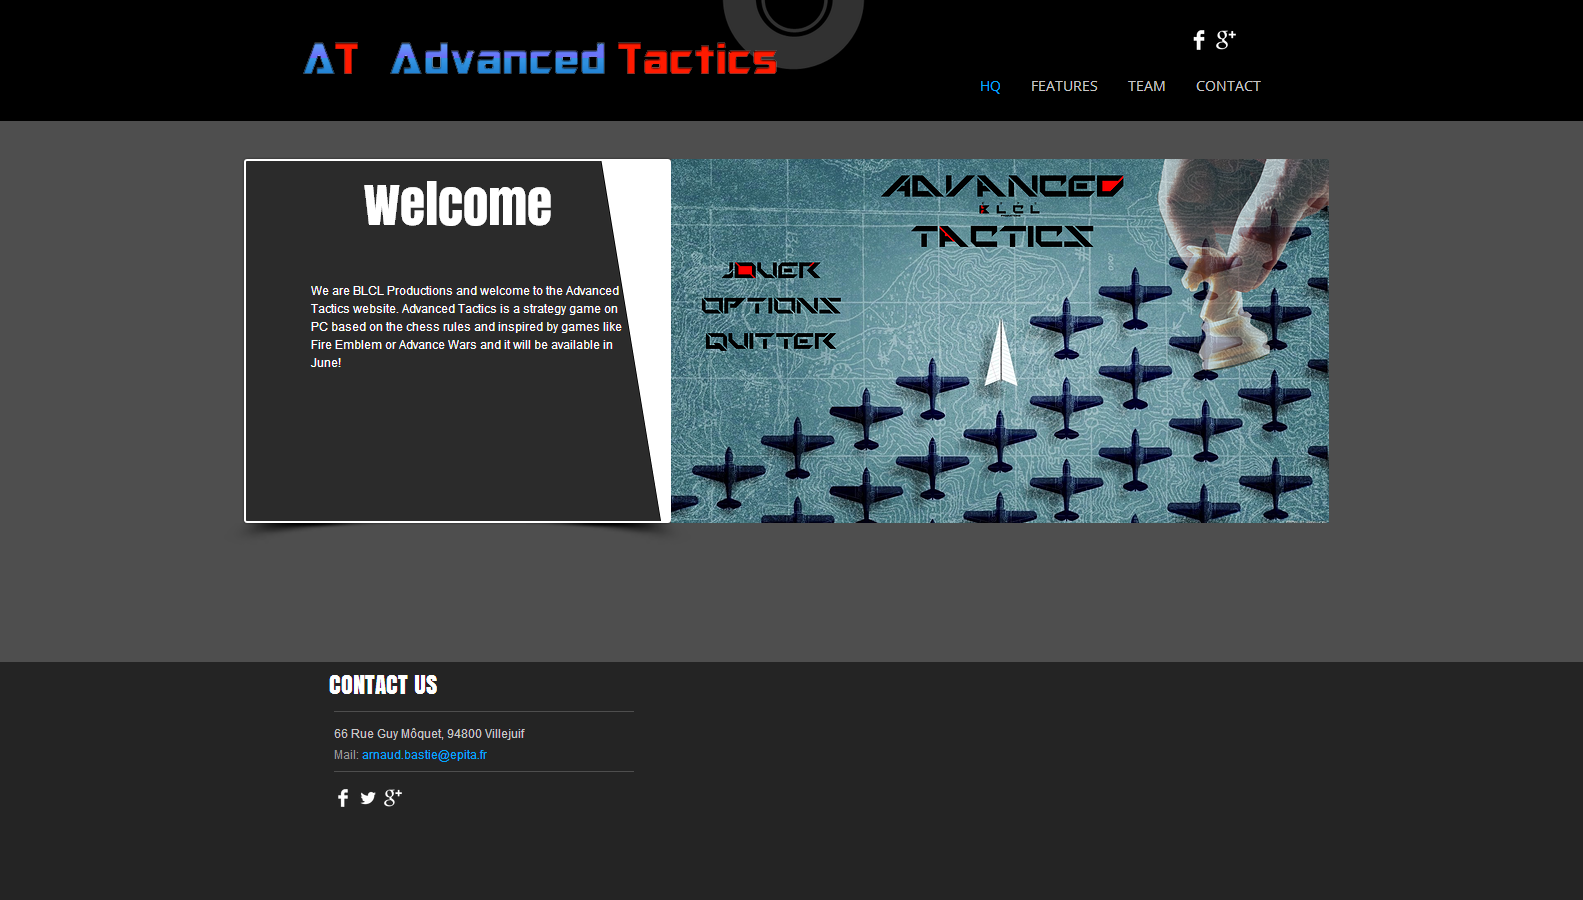 AT Advanced Tactics
HQ FEATURES TEAM CONTACT
Welcome
We are BLCL Productions and welcome to the Advanced
Tactics website. Advanced Tactics is a strategy game on
PC based on the chess rules and inspired by games like
Fire Emblem or Advance Wars and it will be available in
June!
ADVANCED
BLCL
TACTICS
JOUER
OPTIONS
QUITTER
CONTACT US
66 Rue Guy Môquet, 94800 Villejuif
Mail: arnaud.bastie@epita.fr